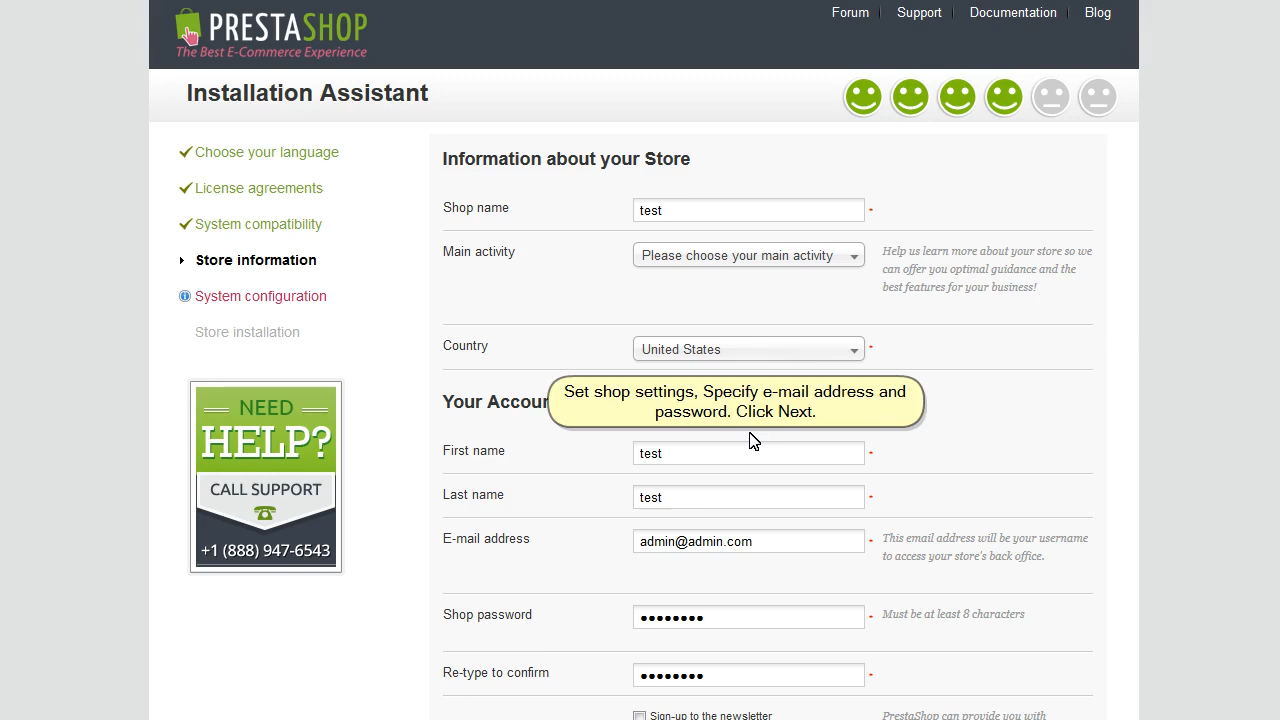 PRESTASHOP
The Best E-Commerce Experience
Forum
Support
Documentation
Blog
Installation Assistant
Choose your language
License agreements
System compatibility
Store information
System configuration
Store installation
NEED
HELP?
CALL SUPPORT
+1 (888) 947-6543
Information about your Store
Shop name
test
*
Main activity
Please choose your main activity
Help us learn more about your store so we
can offer you optimal guidance and the
best features for your business!
Country
United States
*
Your Accoun
Set shop settings, Specify e-mail address and
password. Click Next.
First name
test
*
Last name
test
*
E-mail address
admin@admin.com
*
This email address will be your username
to access your store's back office.
Shop password
••••••••
*
Must be at least 8 characters
Re-type to confirm
••••••••
*
Sign-up to the newsletter
PrestaShop can provide you with